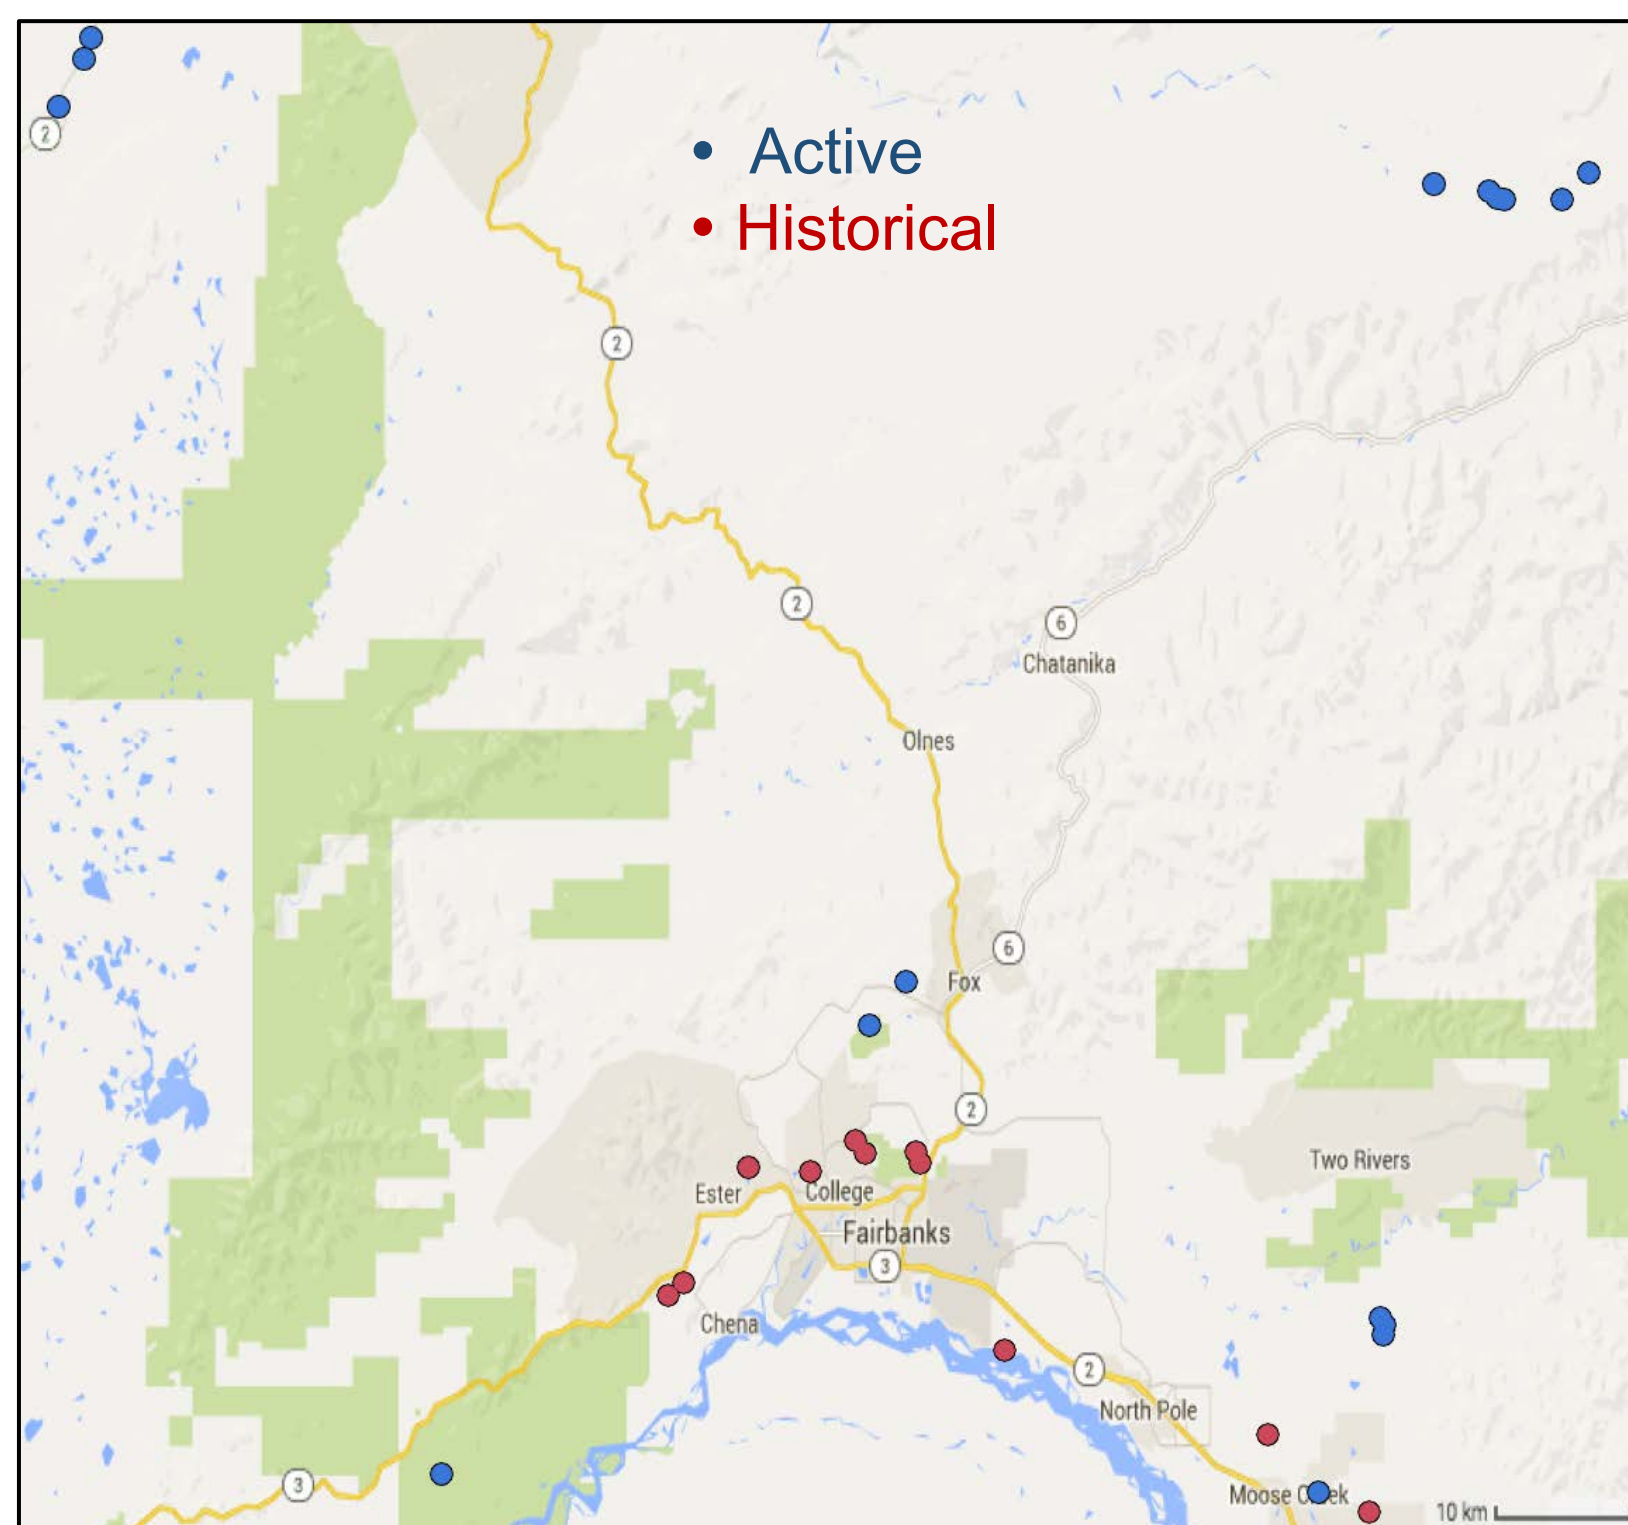 2
• Active
• Historical
2
2
6
Chatanika
Olnes
6
Fox
2
Two Rivers
Ester
College
Fairbanks
3
Chena
2
North Pole
3
Moose C ek
10 km